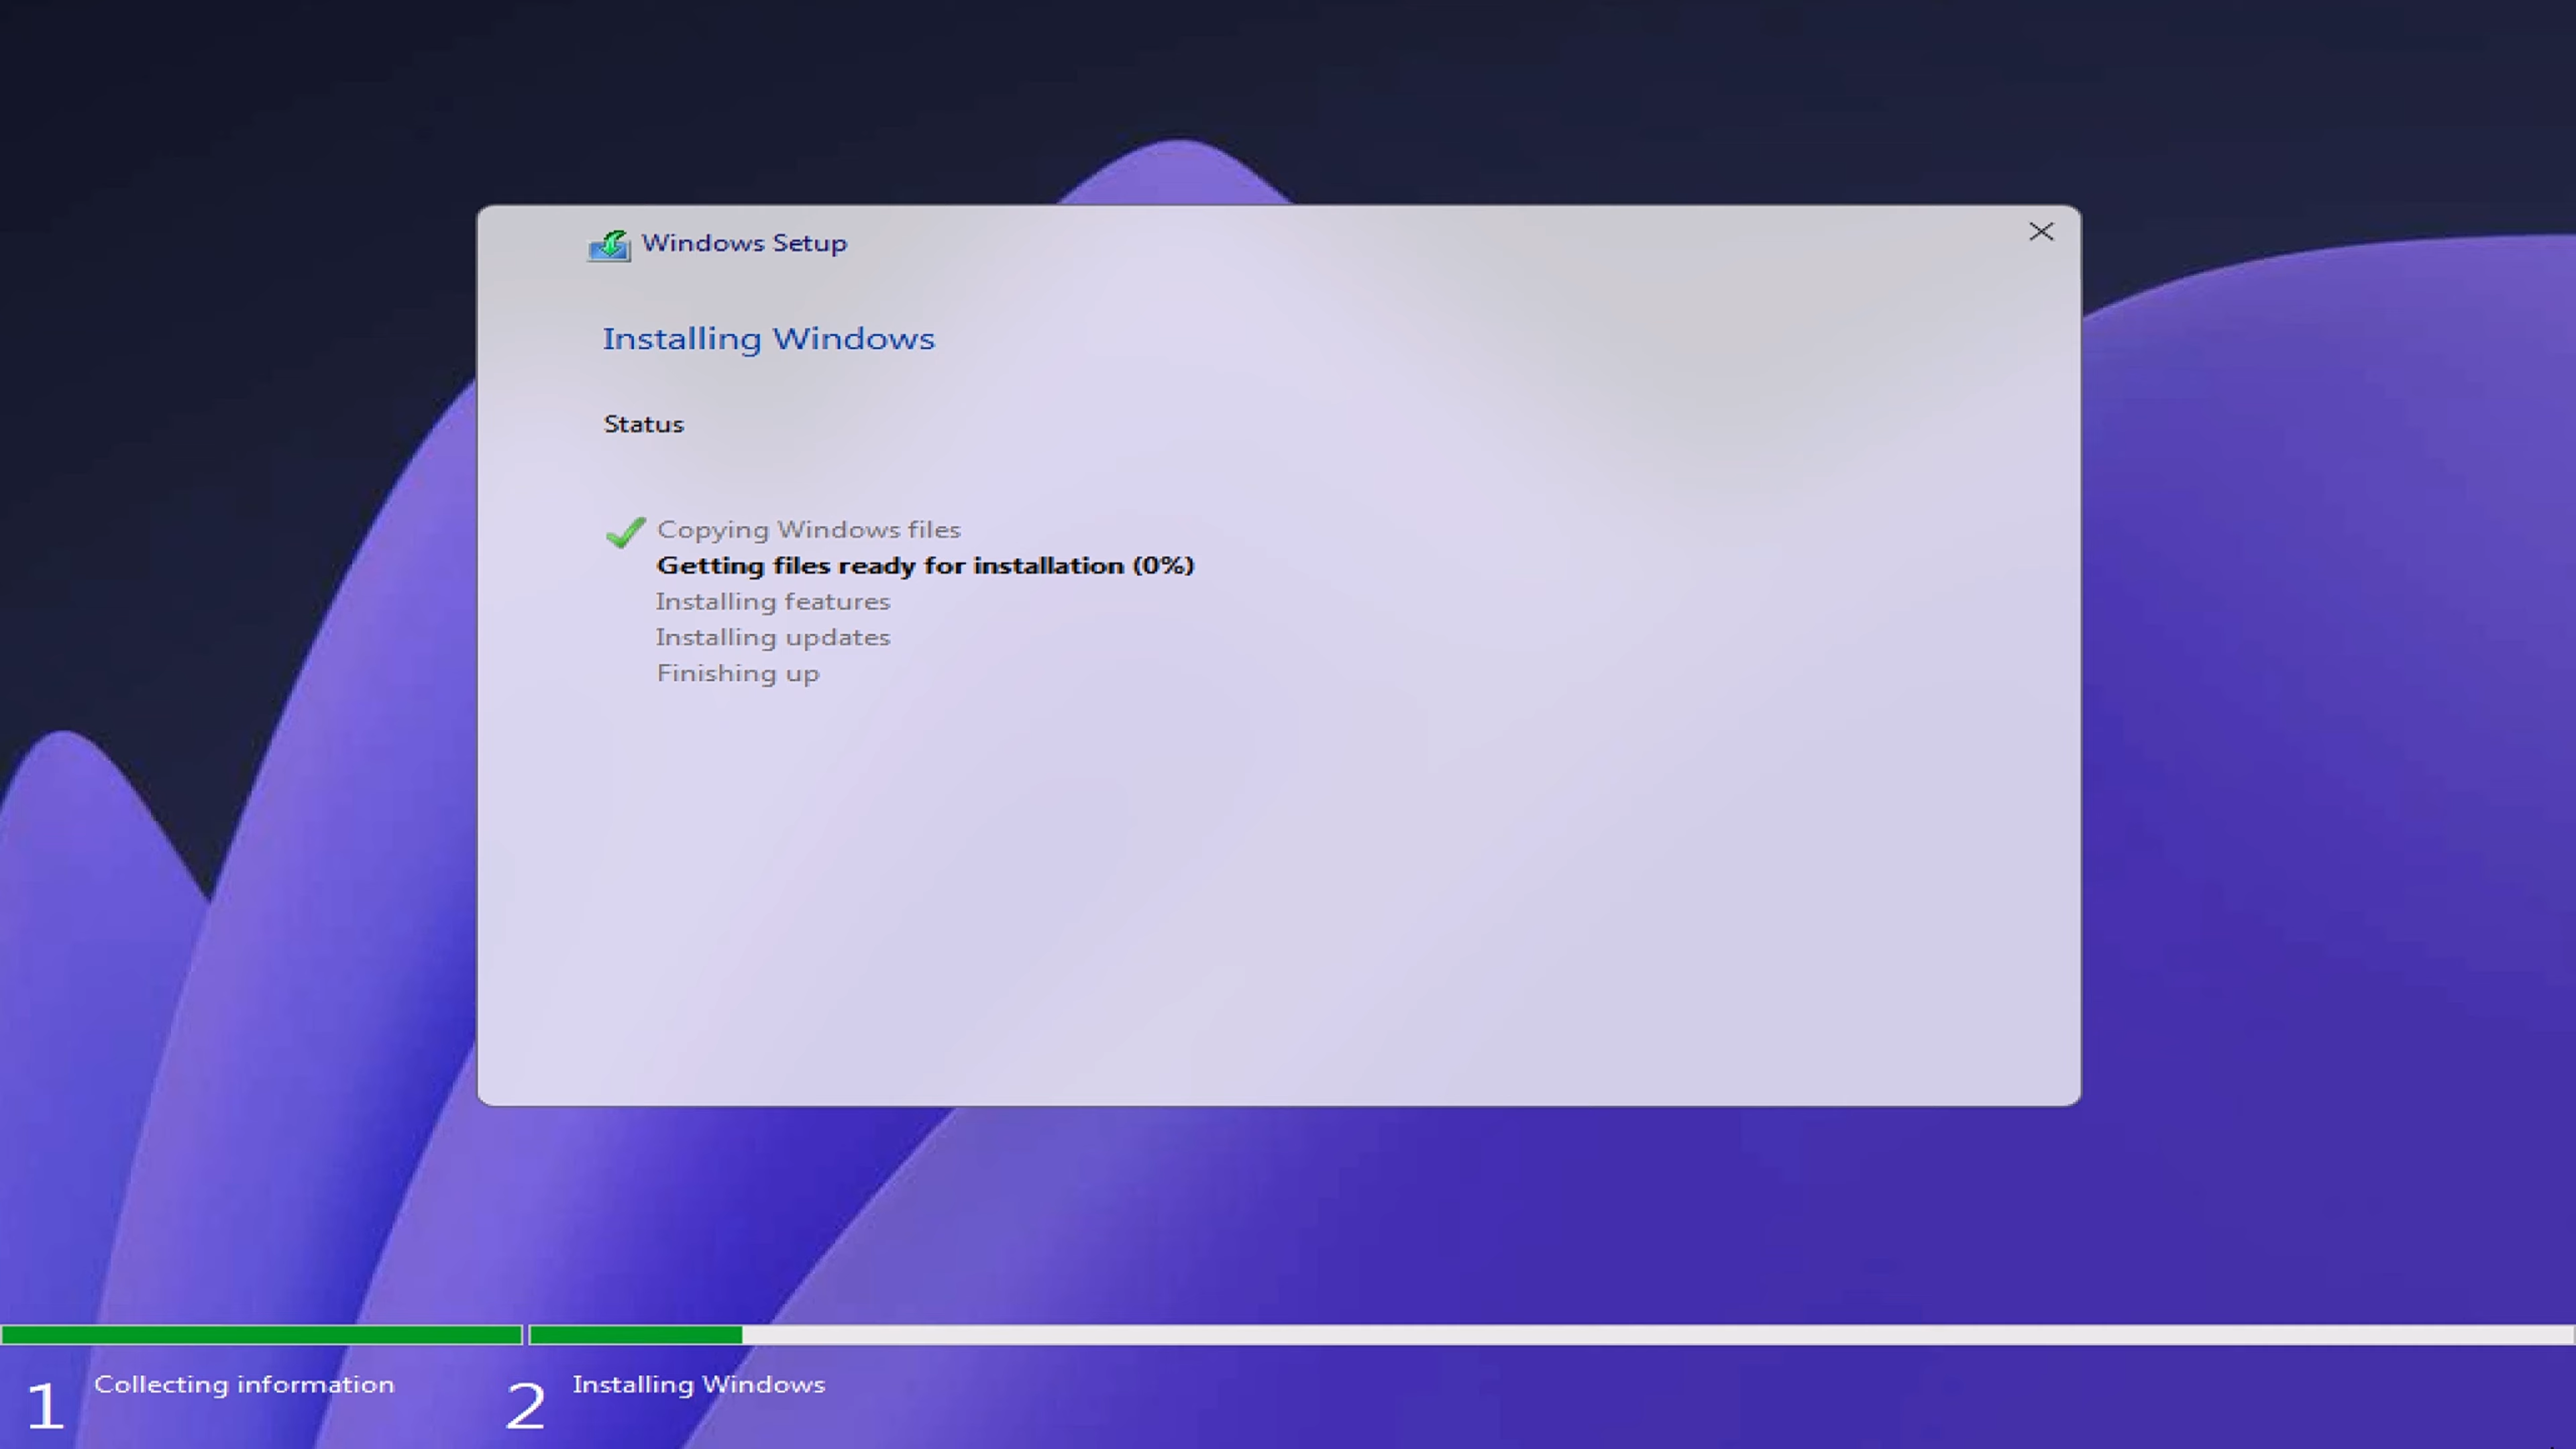 Windows Setup
Installing Windows
Status
Copying Windows files
Getting files ready for installation (0%)
Installing features
Installing updates
Finishing up
1 Collecting information
2 Installing Windows